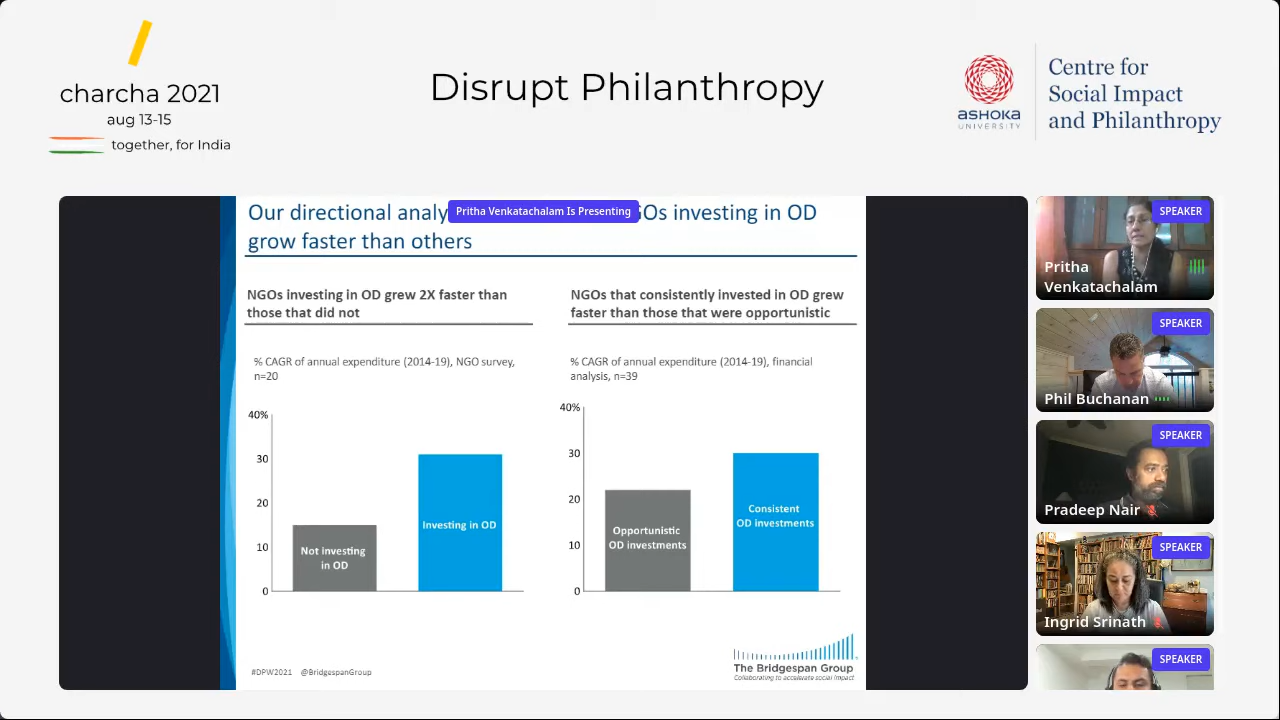 charcha 2021
aug 13-15
together, for India
Disrupt Philanthropy
ASHOKA
UNIVERSITY
Centre for
Social Impact
and Philanthropy
Our directional analy
Pritha Venkatachalam Is Presenting
GOs investing in OD
grow faster than others
NGOs investing in OD grew 2X faster than
those that did not
% CAGR of annual expenditure (2014-19), NGO survey,
n=20
40%
30
20
10
0
Not investing
in OD
Investing in OD
NGOs that consistently invested in OD grew
faster than those that were opportunistic
% CAGR of annual expenditure (2014-19), financial
analysis, n=39
40%
30
20
10
0
Opportunistic
OD investments
Consistent
OD investments
#DPW2021 @BridgespanGroup
The Bridgespan Group
Collaborating to accelerate social impact
SPEAKER
Pritha
Venkatachalam
SPEAKER
Phil Buchanan
SPEAKER
Pradeep Nair
SPEAKER
Ingrid Srinath
SPEAKER